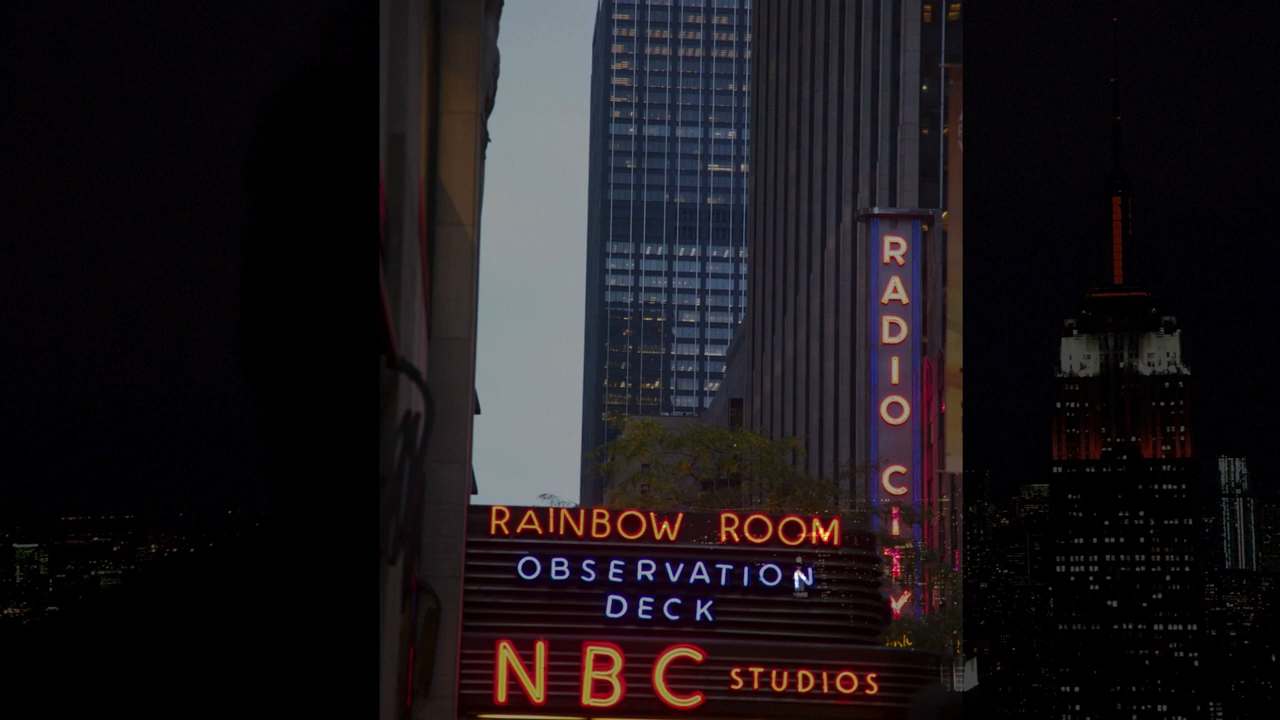 RADIO CITY
RAINBOW ROOM
OBSERVATION
DECK
NBC STUDIOS